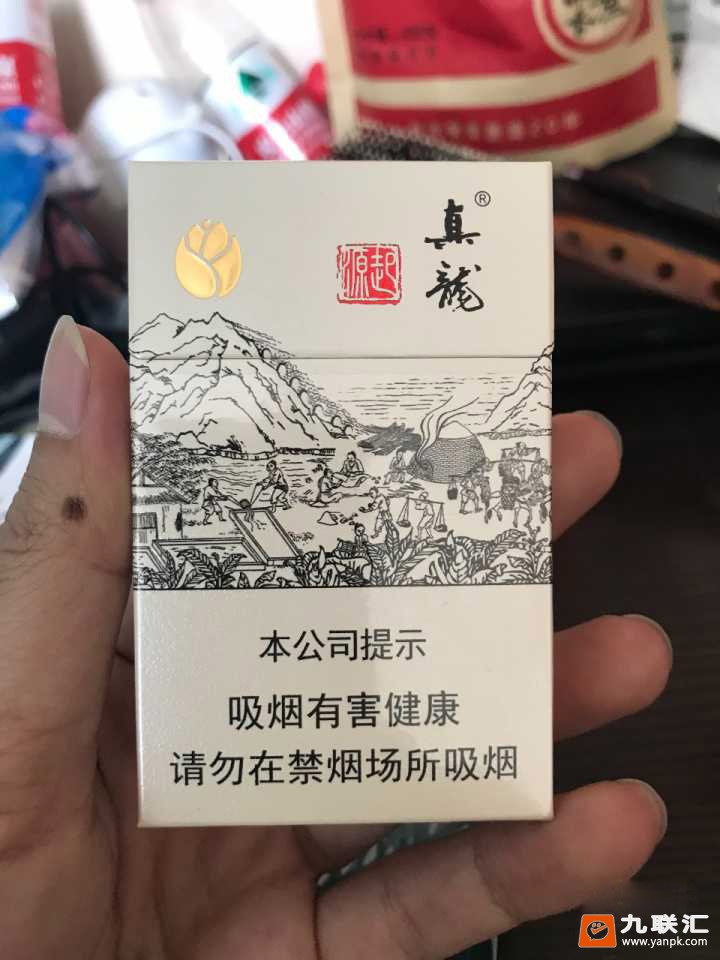 真龍®
起源
本公司提示
吸烟有害健康
请勿在禁烟场所吸烟
九联汇
www.yanpk.com